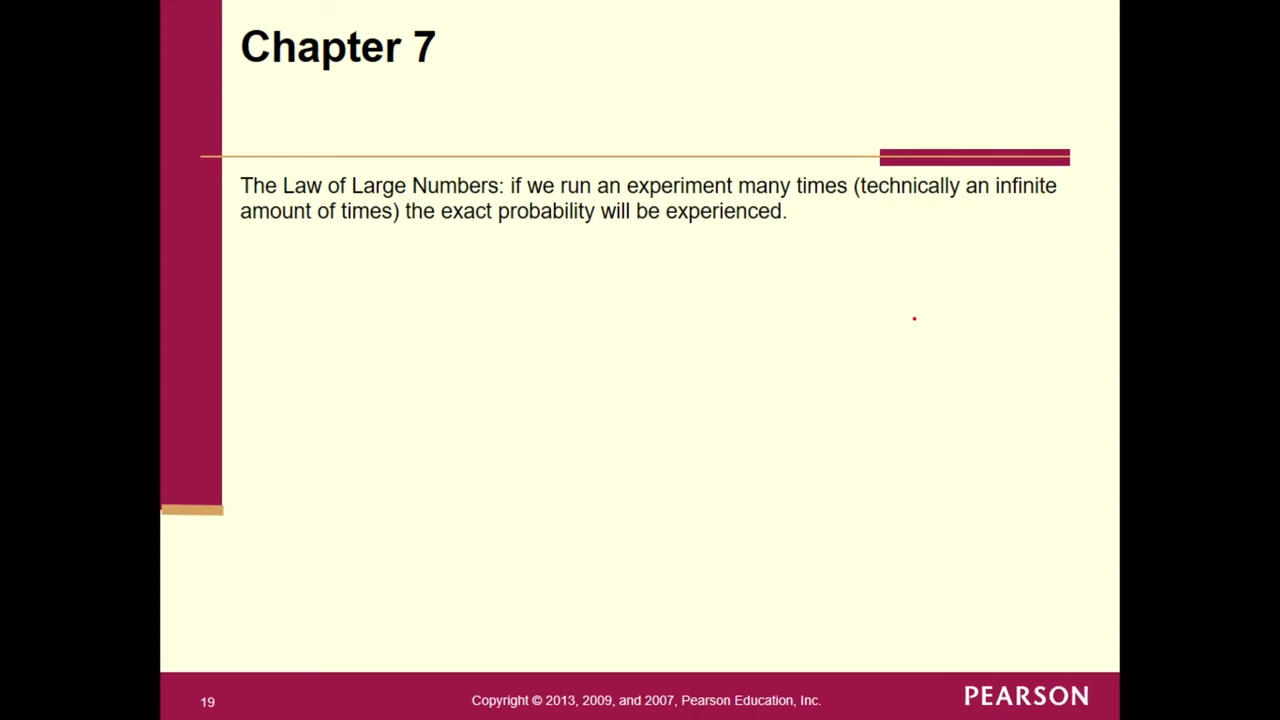 Chapter 7
The Law of Large Numbers: if we run an experiment many times (technically an infinite
amount of times) the exact probability will be experienced.
19
Copyright © 2013, 2009, and 2007, Pearson Education, Inc.
PEARSON